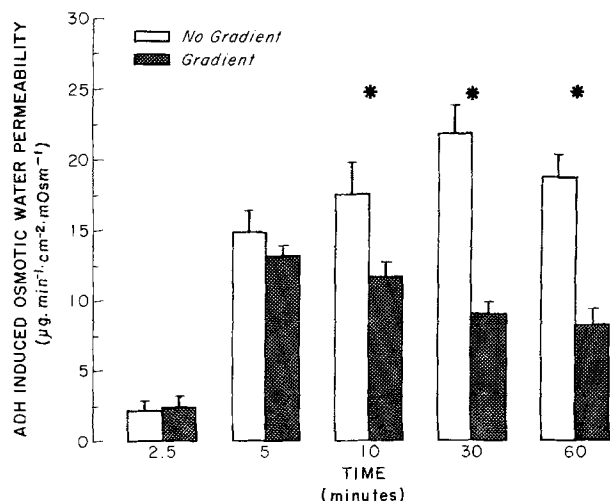 No Gradient
Gradient
ADH INDUCED OSMOTIC WATER PERMEABILITY
(µg. min⁻¹·cm⁻²·mOsm⁻¹)
30
25
20
15
10
5
0
* * *
2.5 5 10 30 60
TIME
(minutes)